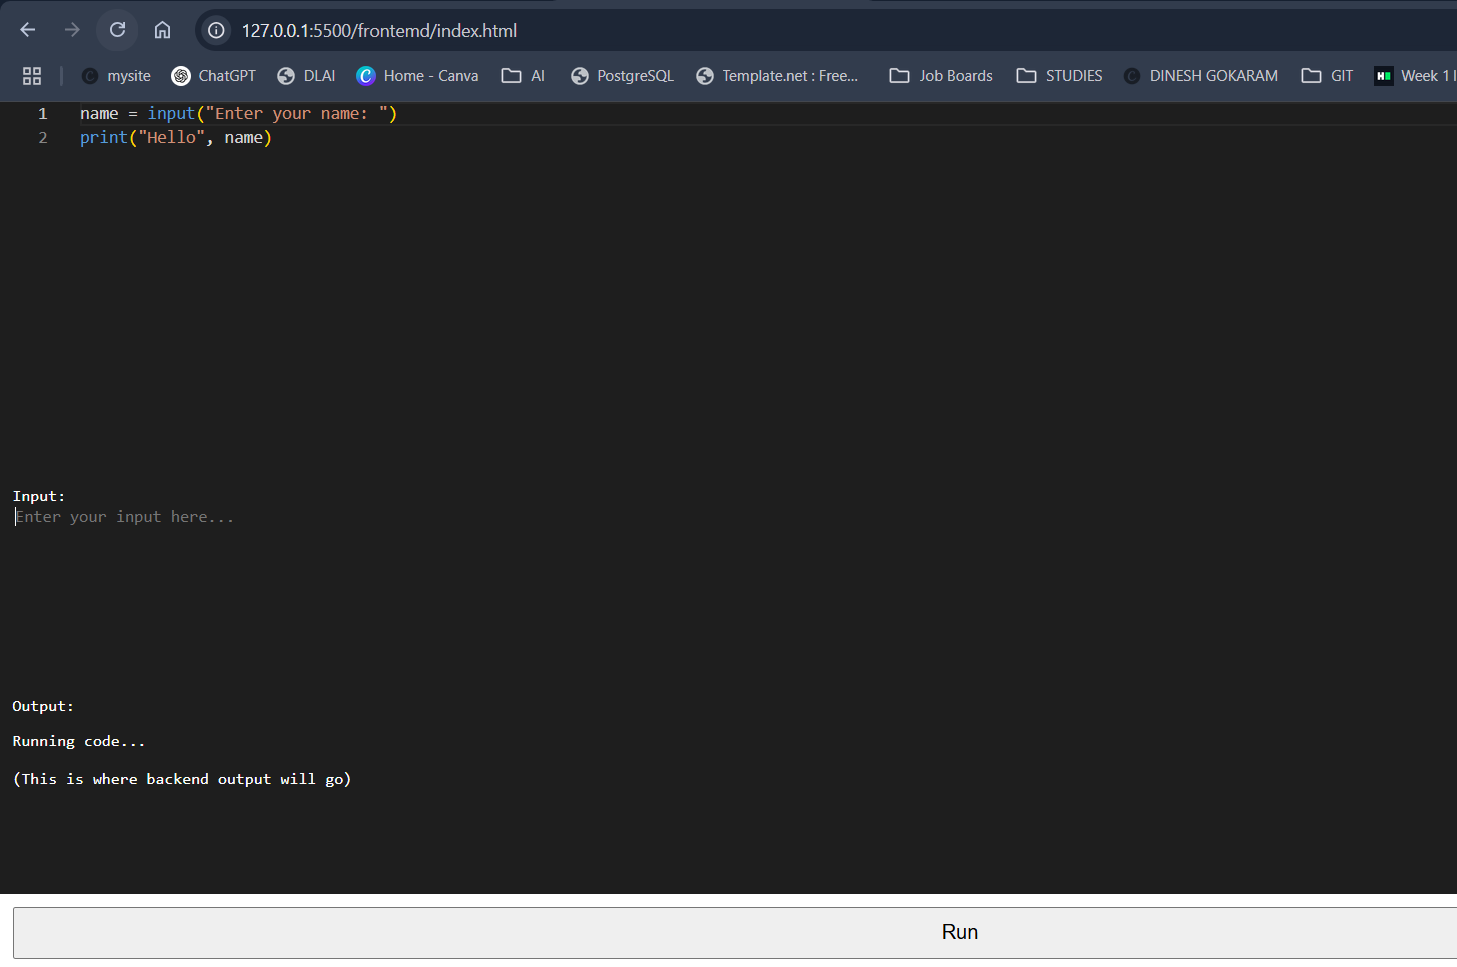 127.0.0.1:5500/frontemd/index.html
mysite ChatGPT DLAI Home - Canva AI PostgreSQL Template.net : Free... Job Boards STUDIES DINESH GOKARAM GIT Week 1 I
1 name = input("Enter your name: ")
2 print("Hello", name)
Input:
Enter your input here...
Output:
Running code...
(This is where backend output will go)
Run